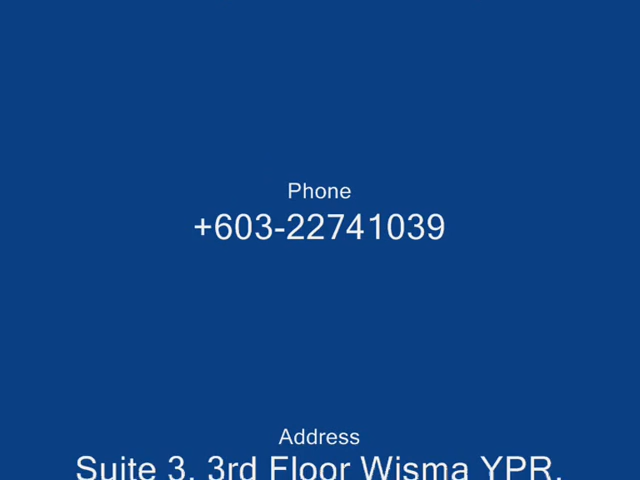 Phone
+603-22741039
Address
Suite 3, 3rd Floor Wisma YPR,